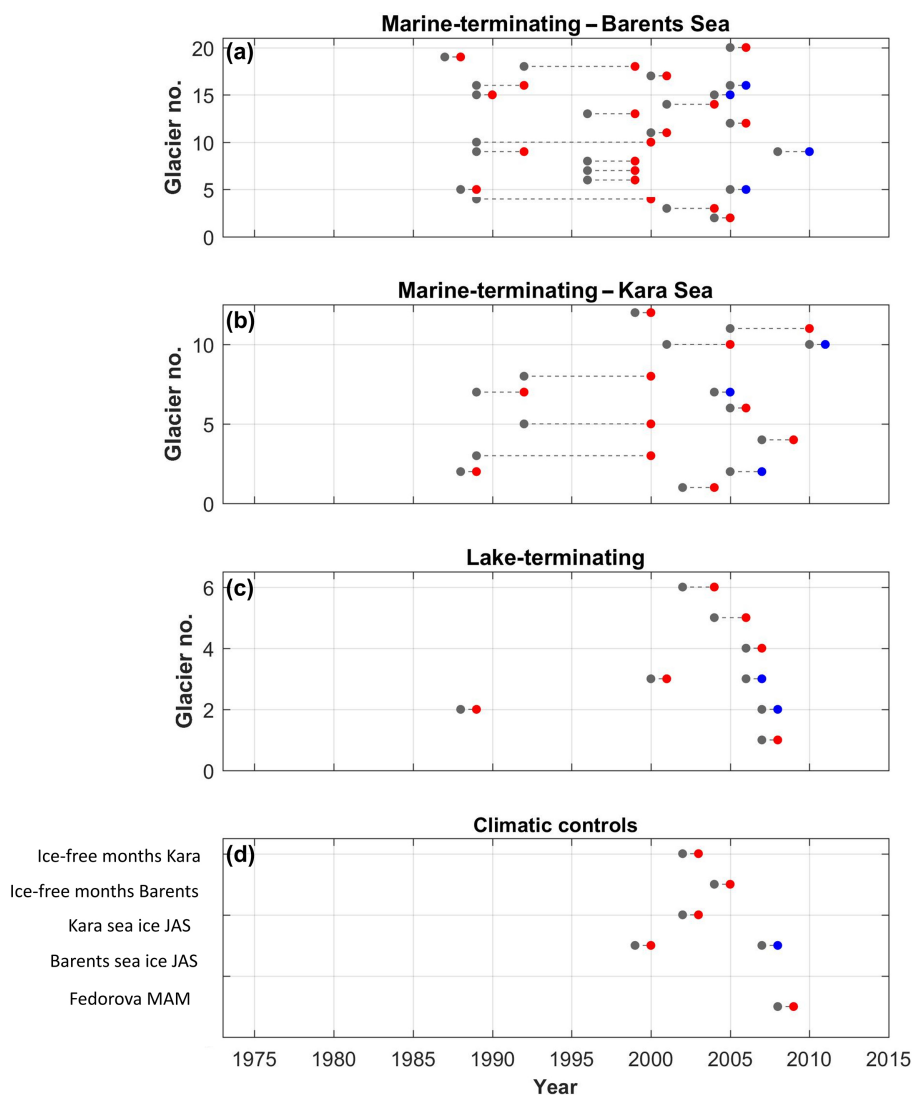 Marine-terminating – Barents Sea
(a)
Glacier no.
20
15
10
5
0
Marine-terminating – Kara Sea
(b)
Glacier no.
10
5
0
Lake-terminating
(c)
Glacier no.
6
4
2
0
Climatic controls
(d)
Ice-free months Kara
Ice-free months Barents
Kara sea ice JAS
Barents sea ice JAS
Fedorova MAM
1975 1980 1985 1990 1995 2000 2005 2010 2015
Year